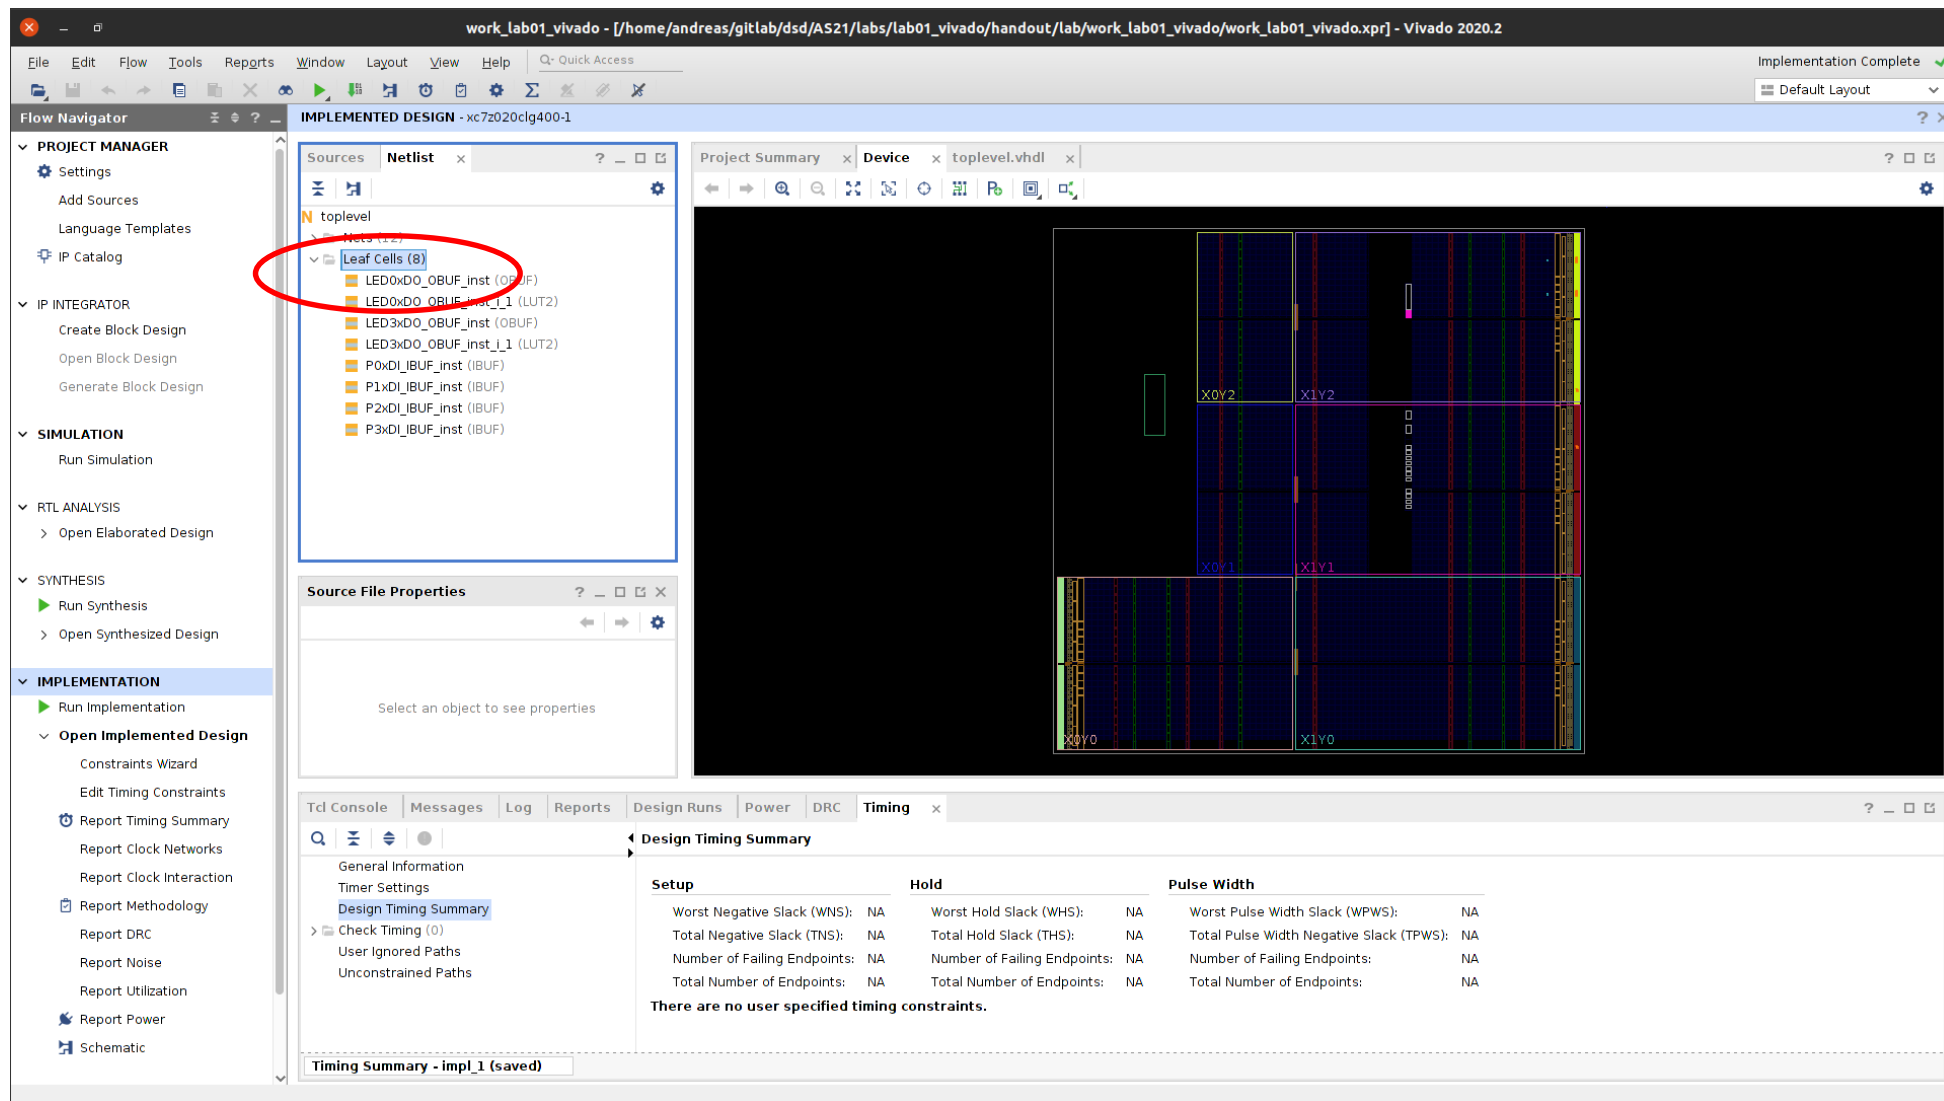 work_lab01_vivado - [/home/andreas/gitlab/dsd/AS21/labs/lab01_vivado/handout/lab/work_lab01_vivado/work_lab01_vivado.xpr] - Vivado 2020.2
File Edit Flow Tools Reports Window Layout View Help Q- Quick Access Implementation Complete
Default Layout
Flow Navigator
IMPLEMENTED DESIGN - xc7z020clg400-1
PROJECT MANAGER
Settings
Add Sources
Language Templates
IP Catalog
IP INTEGRATOR
Create Block Design
Open Block Design
Generate Block Design
SIMULATION
Run Simulation
RTL ANALYSIS
Open Elaborated Design
SYNTHESIS
Run Synthesis
Open Synthesized Design
IMPLEMENTATION
Run Implementation
Open Implemented Design
Constraints Wizard
Edit Timing Constraints
Report Timing Summary
Report Clock Networks
Report Clock Interaction
Report Methodology
Report DRC
Report Noise
Report Utilization
Report Power
Schematic
Sources Netlist
N toplevel
Nets (12)
Leaf Cells (8)
LED0xDO_OBUF_inst (OBUF)
LED0xDO_OBUF_inst_i_1 (LUT2)
LED3xDO_OBUF_inst (OBUF)
LED3xDO_OBUF_inst_i_1 (LUT2)
P0xDI_IBUF_inst (IBUF)
P1xDI_IBUF_inst (IBUF)
P2xDI_IBUF_inst (IBUF)
P3xDI_IBUF_inst (IBUF)
Source File Properties
Select an object to see properties
Project Summary Device toplevel.vhdl
X0Y2 X1Y2
X0Y1 X1Y1
X0Y0 X1Y0
Tcl Console Messages Log Reports Design Runs Power DRC Timing
General Information
Timer Settings
Design Timing Summary
Check Timing (0)
User Ignored Paths
Unconstrained Paths
Design Timing Summary
Setup Hold Pulse Width
Worst Negative Slack (WNS): NA Worst Hold Slack (WHS): NA Worst Pulse Width Slack (WPWS): NA
Total Negative Slack (TNS): NA Total Hold Slack (THS): NA Total Pulse Width Negative Slack (TPWS): NA
Number of Failing Endpoints: NA Number of Failing Endpoints: NA Number of Failing Endpoints: NA
Total Number of Endpoints: NA Total Number of Endpoints: NA Total Number of Endpoints: NA
There are no user specified timing constraints.
Timing Summary - impl_1 (saved)